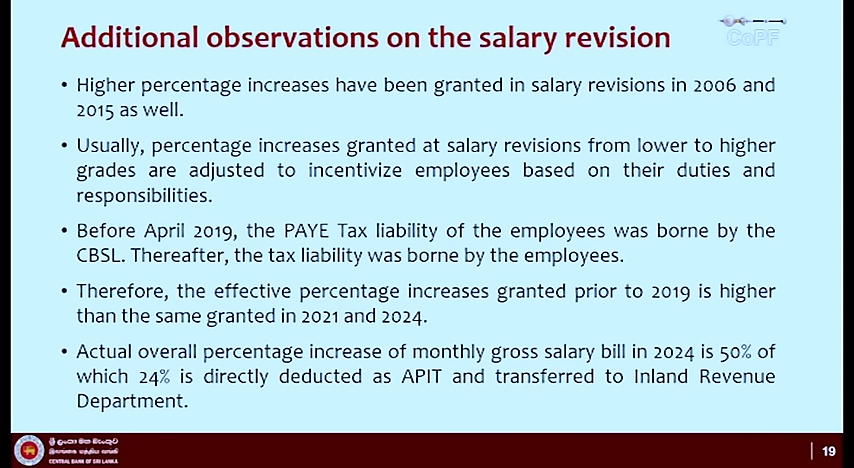 CoPF
Additional observations on the salary revision
• Higher percentage increases have been granted in salary revisions in 2006 and
2015 as well.
• Usually, percentage increases granted at salary revisions from lower to higher
grades are adjusted to incentivize employees based on their duties and
responsibilities.
• Before April 2019, the PAYE Tax liability of the employees was borne by the
CBSL. Thereafter, the tax liability was borne by the employees.
• Therefore, the effective percentage increases granted prior to 2019 is higher
than the same granted in 2021 and 2024.
• Actual overall percentage increase of monthly gross salary bill in 2024 is 50% of
which 24% is directly deducted as APIT and transferred to Inland Revenue
Department.
ශ්‍රී ලංකා මහ බැංකුව
இலங்கை மத்திய வங்கி
CENTRAL BANK OF SRI LANKA
19